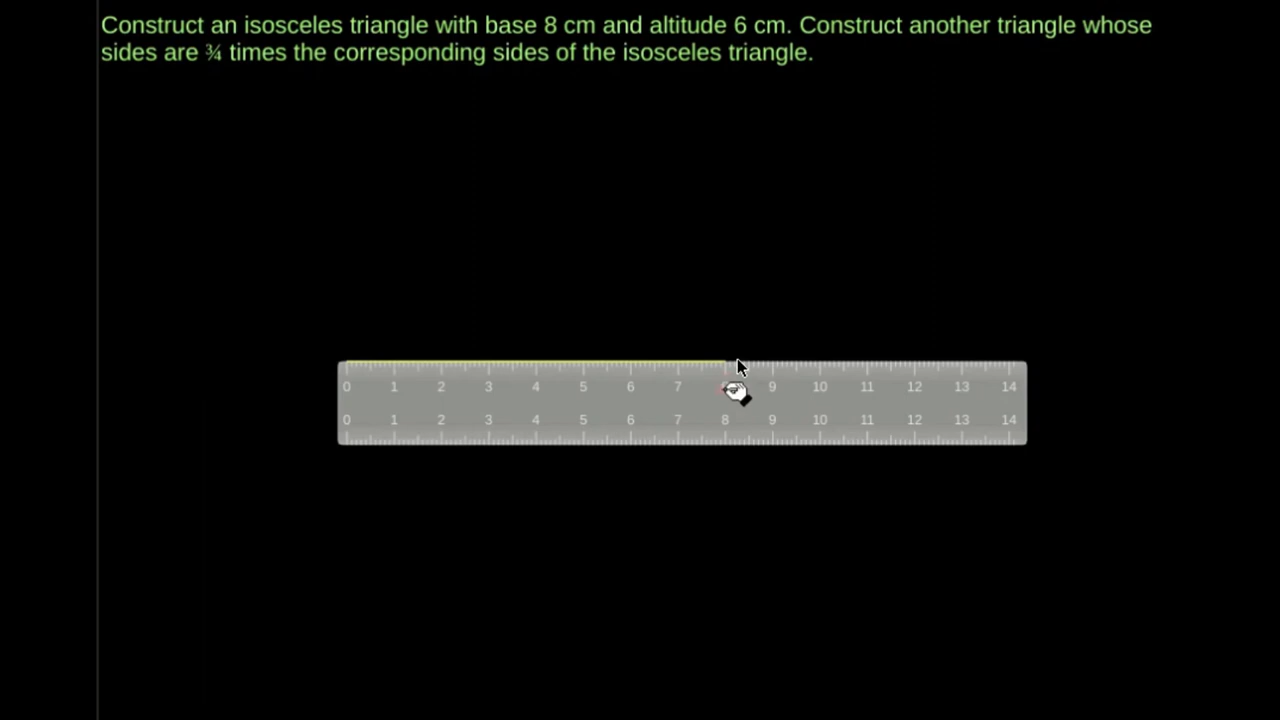 Construct an isosceles triangle with base 8 cm and altitude 6 cm. Construct another triangle whose
sides are ¾ times the corresponding sides of the isosceles triangle.
0 1 2 3 4 5 6 7 9 10 11 12 13 14
0 1 2 3 4 5 6 7 8 9 10 11 12 13 14